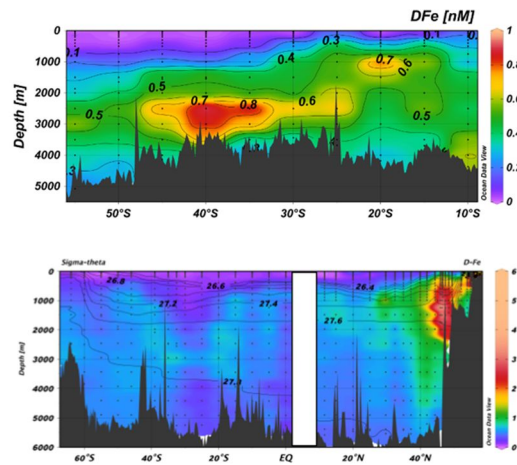 DFe [nM]
0
1000
2000
3000
4000
5000
Depth [m]
0.1
0.3
0.1
0.4
0.7
0.6
0.5
0.5
0.7
0.8
0.6
0.5
50°S
40°S
30°S
20°S
10°S
1
0.8
0.6
0.4
0.2
0
Ocean Data View
Sigma-theta
D-Fe
0
1000
2000
3000
4000
5000
6000
Depth [m]
26.8
26.6
26.4
27.2
27.4
27.6
60°S
40°S
20°S
EQ
20°N
40°N
6
5
4
3
2
1
0
Ocean Data View